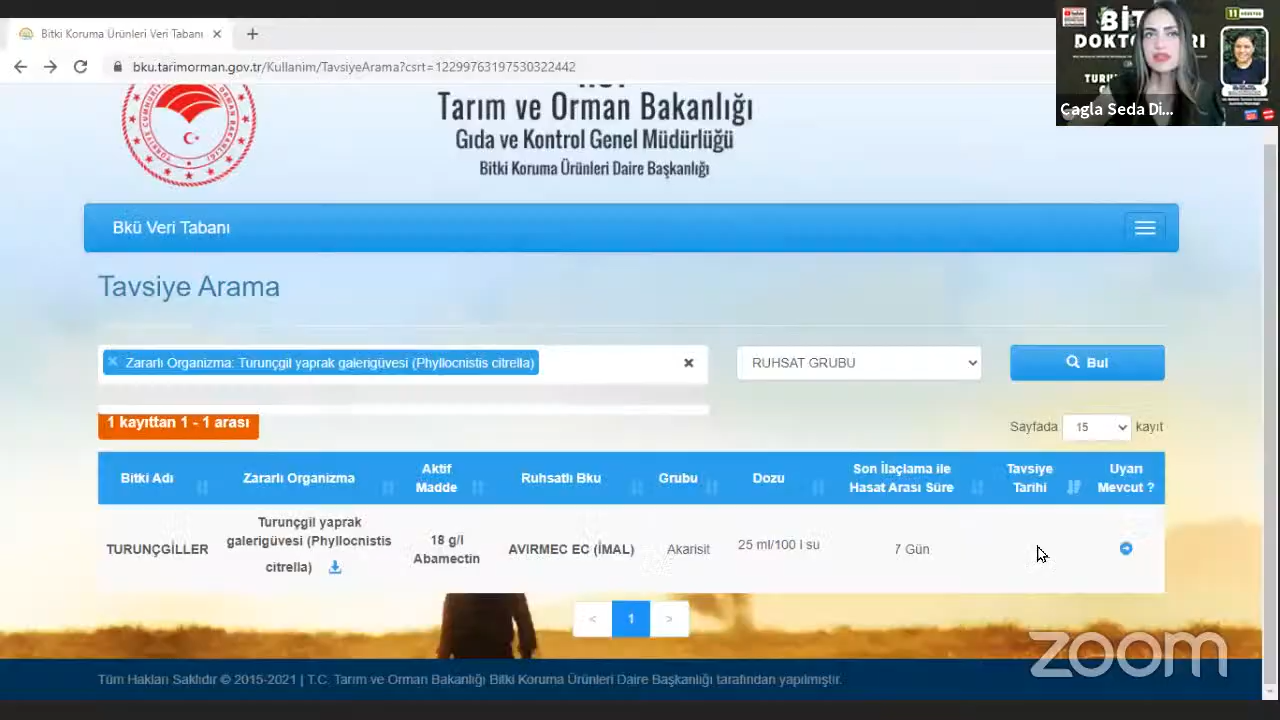 Bitki Koruma Ürünleri Veri Tabanı
bku.tarimorman.gov.tr/Kullanim/TavsiyeArama?csrt=12299763197530322442
Cagla Seda Di...
Tarım ve Orman Bakanlığı
Gıda ve Kontrol Genel Müdürlüğü
Bitki Koruma Ürünleri Daire Başkanlığı
Bkü Veri Tabanı
Tavsiye Arama
Zararlı Organizma: Turunçgil yaprak galerigüvesi (Phyllocnistis citrella)
RUHSAT GRUBU
Bul
1 kayıttan 1 - 1 arası
Sayfada 15 kayıt
Bitki Adı
Zararlı Organizma
Aktif
Madde
Ruhsatlı Bku
Grubu
Dozu
Son İlaçlama ile
Hasat Arası Süre
Tavsiye
Tarihi
Uyarı
Mevcut ?
TURUNÇGİLLER
Turunçgil yaprak
galerigüvesi (Phyllocnistis
citrella)
18 g/l
Abamectin
AVIRMEC EC (İMAL)
Akarisit
25 ml/100 l su
7 Gün
< 1 >
zoom
Tüm Hakları Saklıdır © 2015-2021 | T.C. Tarım ve Orman Bakanlığı Bitki Koruma Ürünleri Daire Başkanlığı tarafından yapılmıştır.